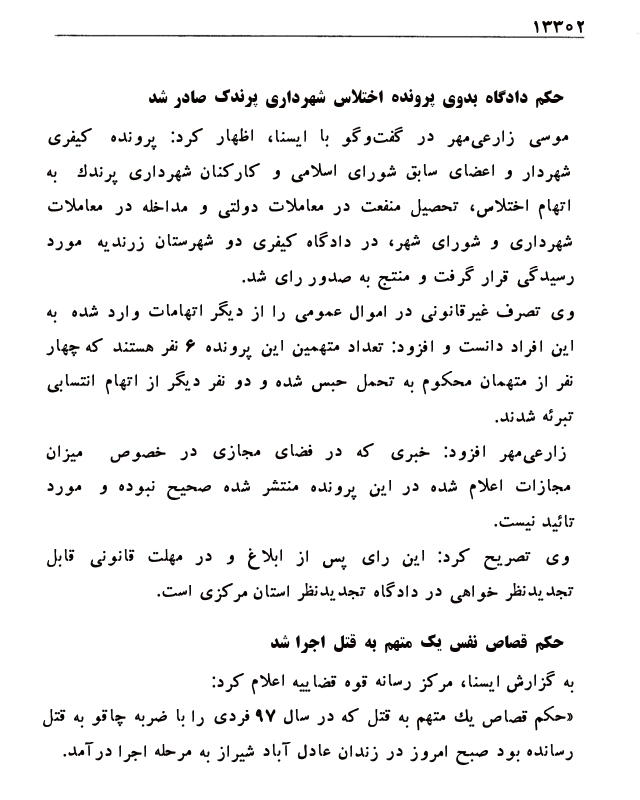 ۱۳۳۰۲
حکم دادگاه بدوی پرونده اختلاس شهرداری پرندک صادر شد
موسی زارعی‌مهر در گفت‌وگو با ایسنا، اظهار کرد: پرونده کیفری
شهردار و اعضای سابق شورای اسلامی و کارکنان شهرداری پرندك به
اتهام اختلاس، تحصیل منفعت در معاملات دولتی و مداخله در معاملات
شهرداری و شورای شهر، در دادگاه کیفری دو شهرستان زرندیه مورد
رسیدگی قرار گرفت و منتج به صدور رای شد.
وی تصرف غیرقانونی در اموال عمومی را از دیگر اتهامات وارد شده به
این افراد دانست و افزود: تعداد متهمین این پرونده ۶ نفر هستند که چهار
نفر از متهمان محکوم به تحمل حبس شده و دو نفر دیگر از اتهام انتسابی
تبرئه شدند.
زارعی‌مهر افزود: خبری که در فضای مجازی در خصوص میزان
مجازات اعلام شده در این پرونده منتشر شده صحیح نبوده و مورد
تائید نیست.
وی تصریح کرد: این رای پس از ابلاغ و در مهلت قانونی قابل
تجدیدنظر خواهی در دادگاه تجدیدنظر استان مرکزی است.
حکم قصاص نفس یک متهم به قتل اجرا شد
به گزارش ایسنا، مرکز رسانه قوه قضاییه اعلام کرد:
«حکم قصاص يك متهم به قتل که در سال ۹۷ فردی را با ضربه چاقو به قتل
رسانده بود صبح امروز در زندان عادل آباد شیراز به مرحله اجرا درآمد.